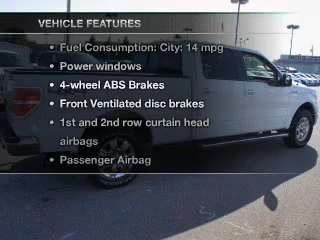 VEHICLE FEATURES
• Fuel Consumption: City: 14 mpg
• Power windows
• 4-wheel ABS Brakes
• Front Ventilated disc brakes
• 1st and 2nd row curtain head
airbags
• Passenger Airbag